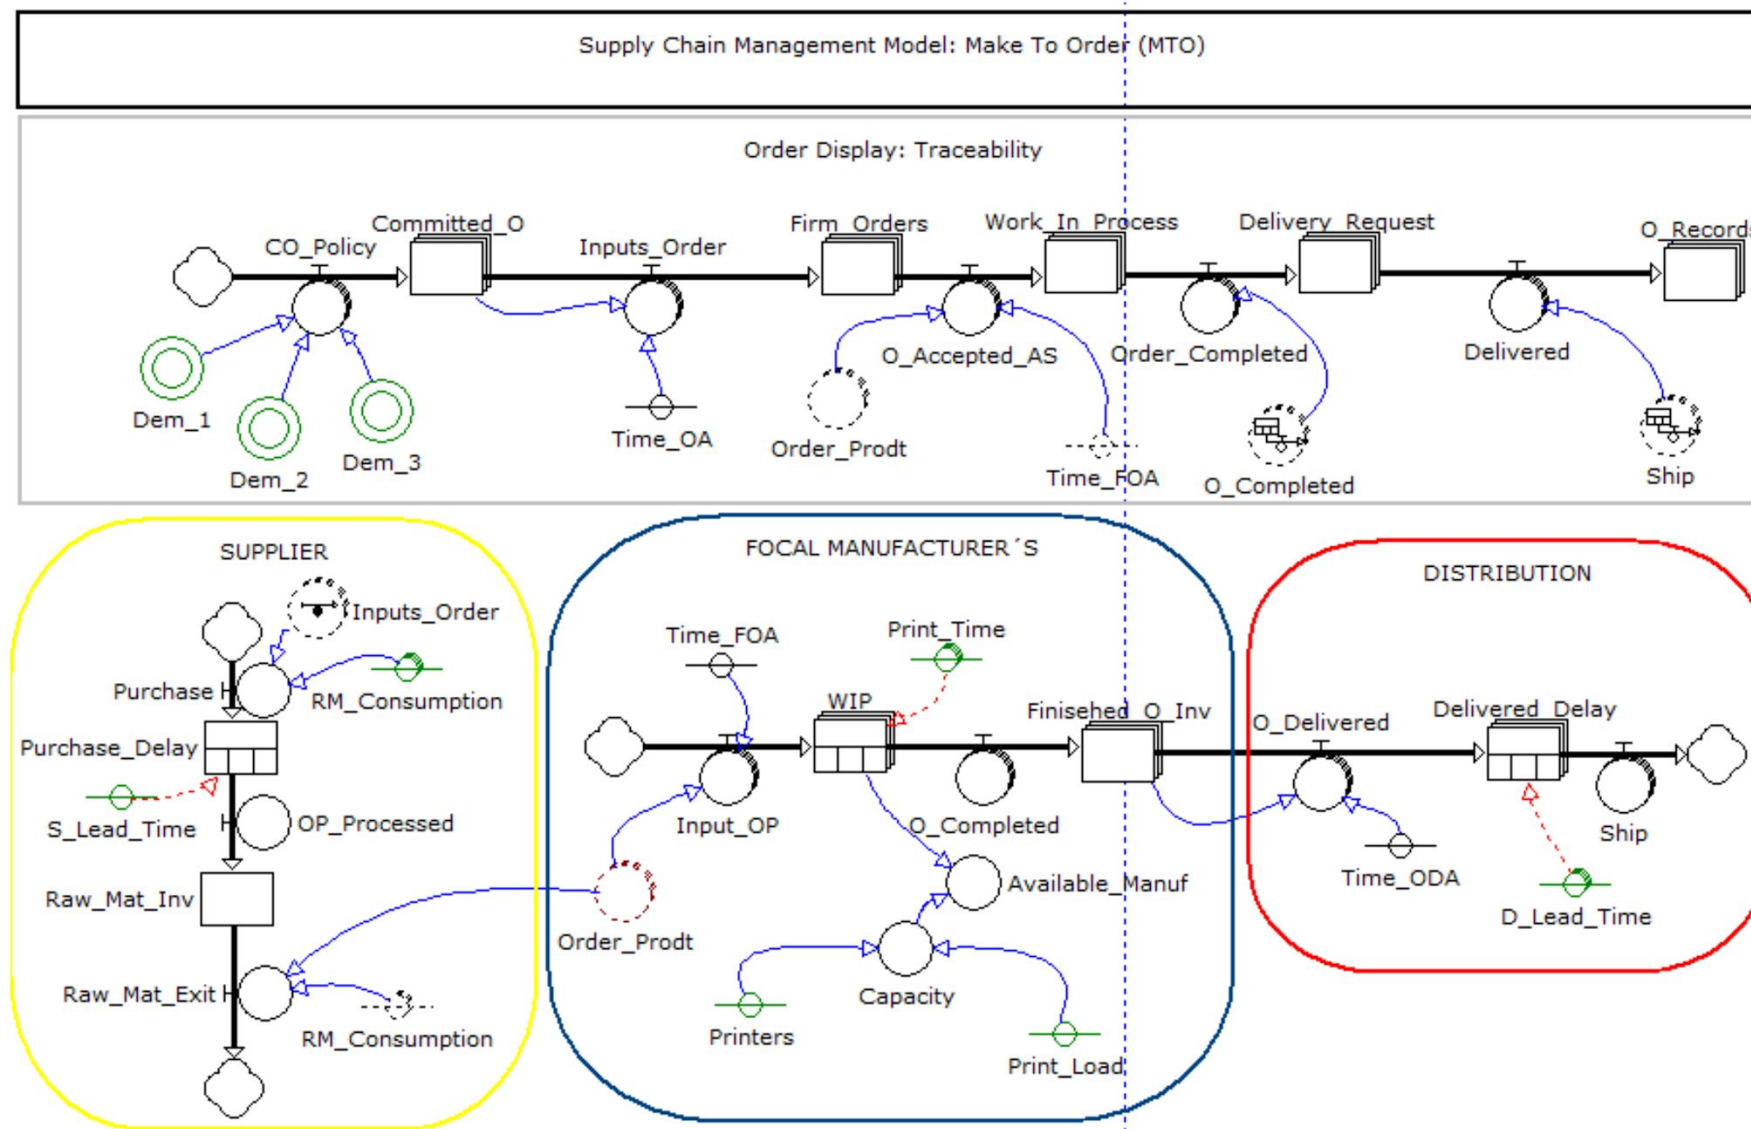 Supply Chain Management Model: Make To Order (MTO)
Order Display: Traceability
Committed_O
Firm_Orders
Work_In_Process
Delivery_Request
O_Records
CO_Policy
Inputs_Order
O_Accepted_AS
Order_Completed
Delivered
Dem_1
Dem_2
Dem_3
Time_OA
Order_Prodt
Time_FOA
O_Completed
Ship
SUPPLIER
Inputs_Order
Purchase
RM_Consumption
Purchase_Delay
S_Lead_Time
OP_Processed
Raw_Mat_Inv
Raw_Mat_Exit
RM_Consumption
FOCAL MANUFACTURER´S
Time_FOA
Print_Time
WIP
Finisehed_O_Inv
Input_OP
O_Completed
Available_Manuf
Order_Prodt
Capacity
Printers
Print_Load
DISTRIBUTION
O_Delivered
Delivered_Delay
Ship
Time_ODA
D_Lead_Time